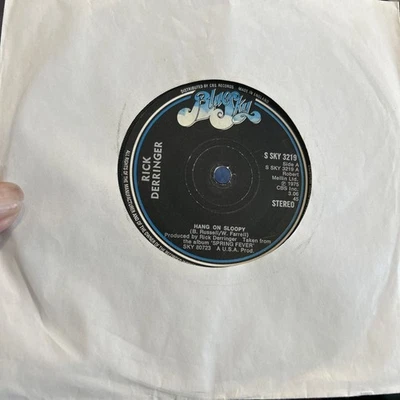 DISTRIBUTED BY CBS RECORDS MADE IN ENGLAND
BlueSky
RICK
DERRINGER
S SKY 3219
Side A
S SKY 3219 A
Robert
Mellin Ltd.
℗ 1975
CBS Inc.
3.06
45
STEREO
HANG ON SLOOPY
(B. Russell/W. Farrell)
Produced by Rick Derringer Taken from
the album 'SPRING FEVER'
SKY 80723 A U.S.A. Prod.